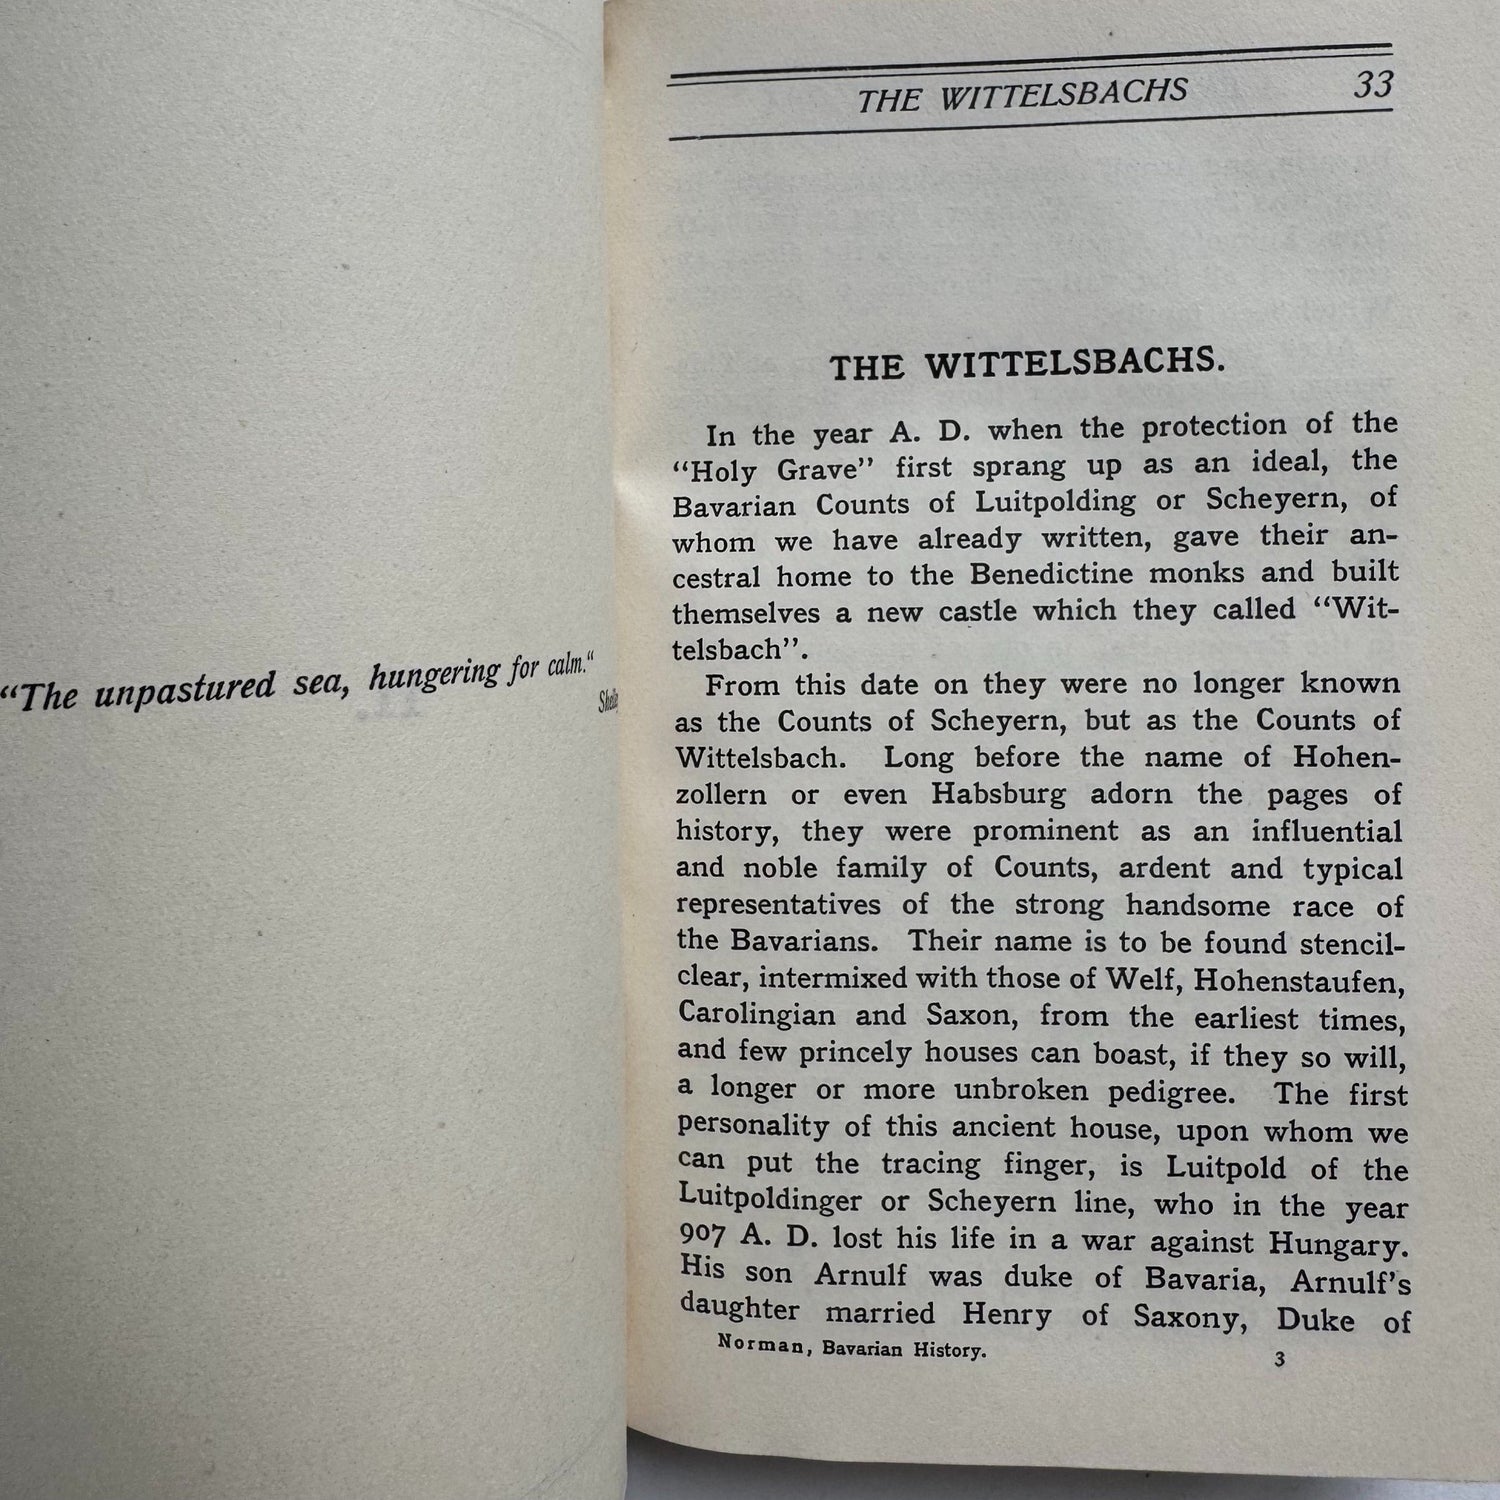 "The unpastured sea, hungering for calm."
THE WITTELSBACHS 33
THE WITTELSBACHS.
In the year A. D. when the protection of the
"Holy Grave" first sprang up as an ideal, the
Bavarian Counts of Luitpolding or Scheyern, of
whom we have already written, gave their an-
cestral home to the Benedictine monks and built
themselves a new castle which they called "Wit-
telsbach".
From this date on they were no longer known
as the Counts of Scheyern, but as the Counts of
Wittelsbach. Long before the name of Hohen-
zollern or even Habsburg adorn the pages of
history, they were prominent as an influential
and noble family of Counts, ardent and typical
representatives of the strong handsome race of
the Bavarians. Their name is to be found stencil-
clear, intermixed with those of Welf, Hohenstaufen,
Carolingian and Saxon, from the earliest times,
and few princely houses can boast, if they so will,
a longer or more unbroken pedigree. The first
personality of this ancient house, upon whom we
can put the tracing finger, is Luitpold of the
Luitpoldinger or Scheyern line, who in the year
907 A. D. lost his life in a war against Hungary.
His son Arnulf was duke of Bavaria, Arnulf's
daughter married Henry of Saxony, Duke of
Norman, Bavarian History. 3